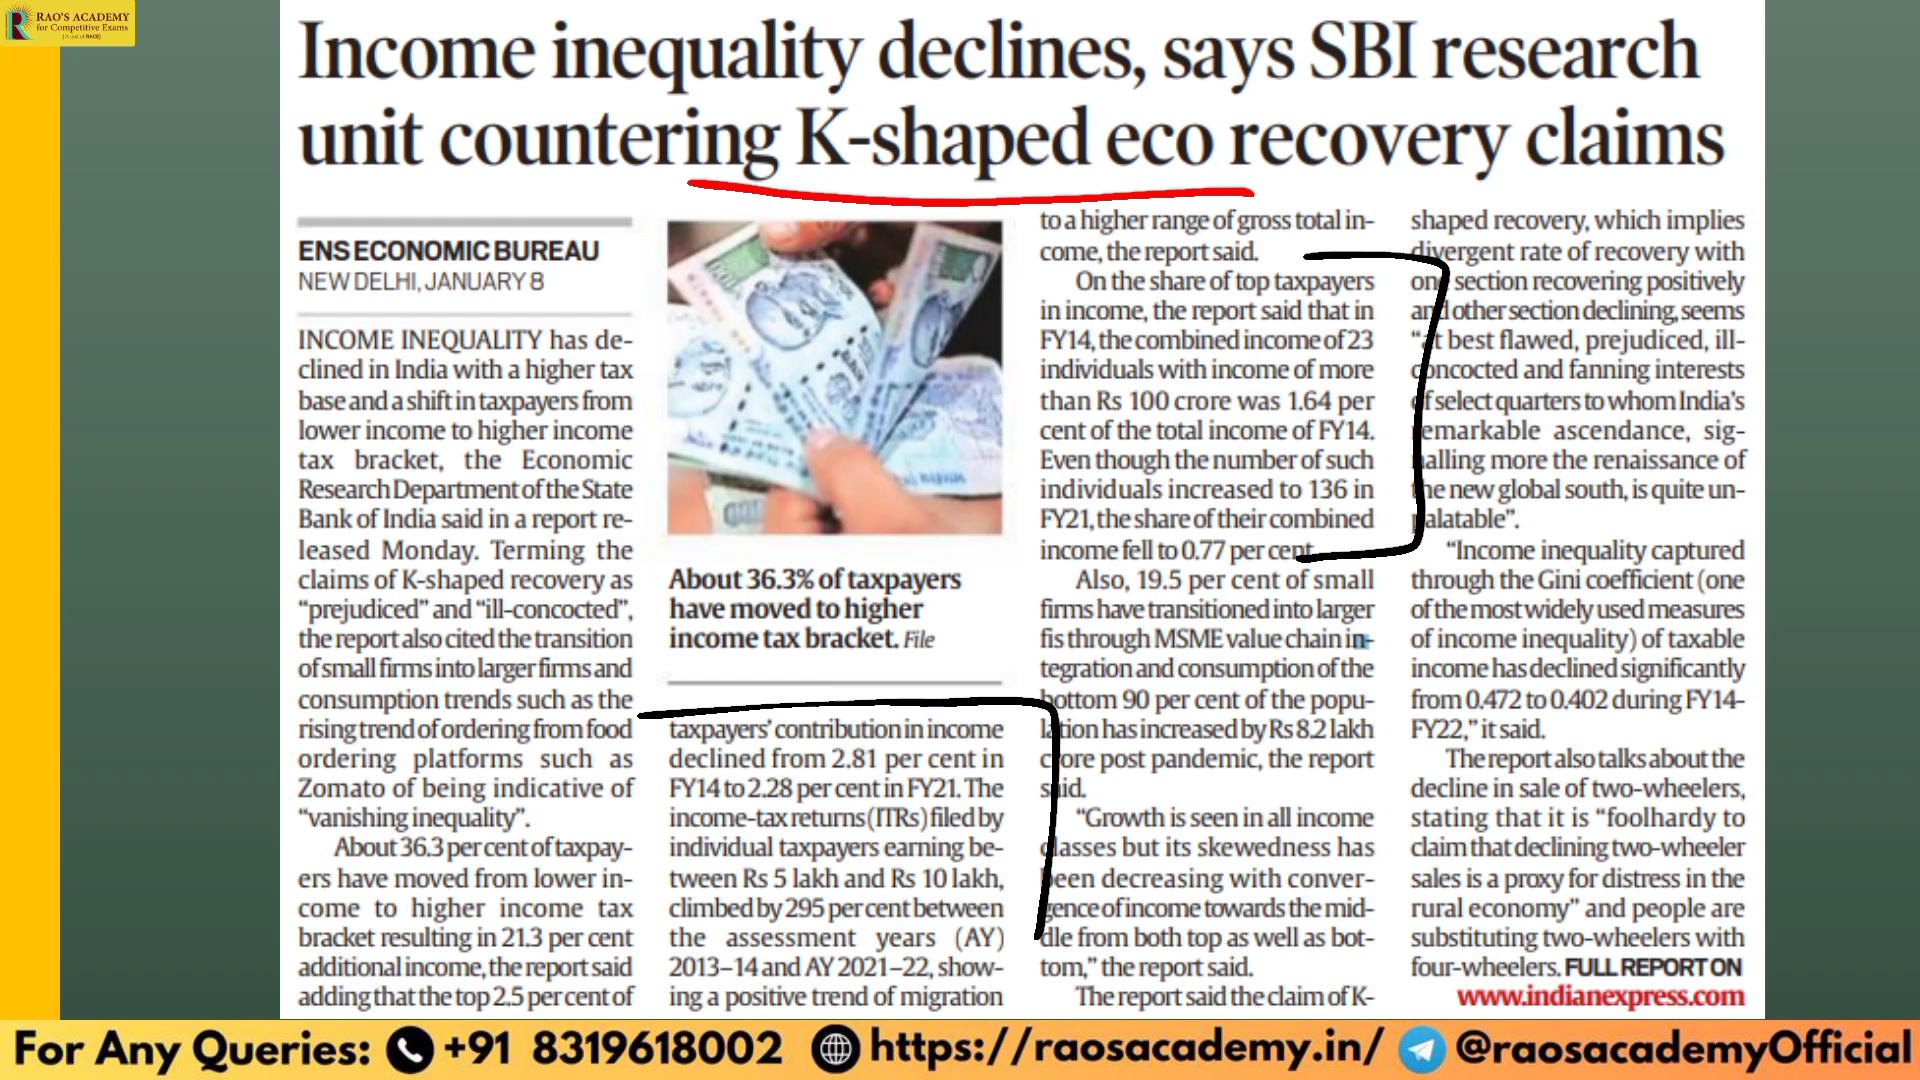 RAO'S ACADEMY
for Competitive Exams
(A unit of RACE)
Income inequality declines, says SBI research
unit countering K-shaped eco recovery claims
ENS ECONOMIC BUREAU
NEW DELHI, JANUARY 8
INCOME INEQUALITY has de-
clined in India with a higher tax
base and a shift in taxpayers from
lower income to higher income
tax bracket, the Economic
Research Department of the State
Bank of India said in a report re-
leased Monday. Terming the
claims of K-shaped recovery as
“prejudiced” and “ill-concocted”,
the report also cited the transition
of small firms into larger firms and
consumption trends such as the
rising trend of ordering from food
ordering platforms such as
Zomato of being indicative of
“vanishing inequality”.
About 36.3 per cent of taxpay-
ers have moved from lower in-
come to higher income tax
bracket resulting in 21.3 per cent
additional income, the report said
adding that the top 2.5 per cent of
About 36.3% of taxpayers
have moved to higher
income tax bracket. File
taxpayers’ contribution in income
declined from 2.81 per cent in
FY14 to 2.28 per cent in FY21. The
income-tax returns (ITRs) filed by
individual taxpayers earning be-
tween Rs 5 lakh and Rs 10 lakh,
climbed by 295 per cent between
the assessment years (AY)
2013-14 and AY 2021-22, show-
ing a positive trend of migration
to a higher range of gross total in-
come, the report said.
On the share of top taxpayers
in income, the report said that in
FY14, the combined income of 23
individuals with income of more
than Rs 100 crore was 1.64 per
cent of the total income of FY14.
Even though the number of such
individuals increased to 136 in
FY21, the share of their combined
income fell to 0.77 per cent
Also, 19.5 per cent of small
firms have transitioned into larger
fis through MSME value chain in-
tegration and consumption of the
bottom 90 per cent of the popu-
lation has increased by Rs 8.2 lakh
crore post pandemic, the report
said.
“Growth is seen in all income
classes but its skewedness has
been decreasing with conver-
gence of income towards the mid-
dle from both top as well as bot-
tom,” the report said.
The report said the claim of K-
shaped recovery, which implies
divergent rate of recovery with
one section recovering positively
and other section declining, seems
“at best flawed, prejudiced, ill-
concocted and fanning interests
of select quarters to whom India’s
remarkable ascendance, sig-
nalling more the renaissance of
the new global south, is quite un-
palatable”.
“Income inequality captured
through the Gini coefficient (one
of the most widely used measures
of income inequality) of taxable
income has declined significantly
from 0.472 to 0.402 during FY14-
FY22,” it said.
The report also talks about the
decline in sale of two-wheelers,
stating that it is “foolhardy to
claim that declining two-wheeler
sales is a proxy for distress in the
rural economy” and people are
substituting two-wheelers with
four-wheelers. FULL REPORT ON
www.indianexpress.com
For Any Queries: +91 8319618002 https://raosacademy.in/ @raosacademyOfficial